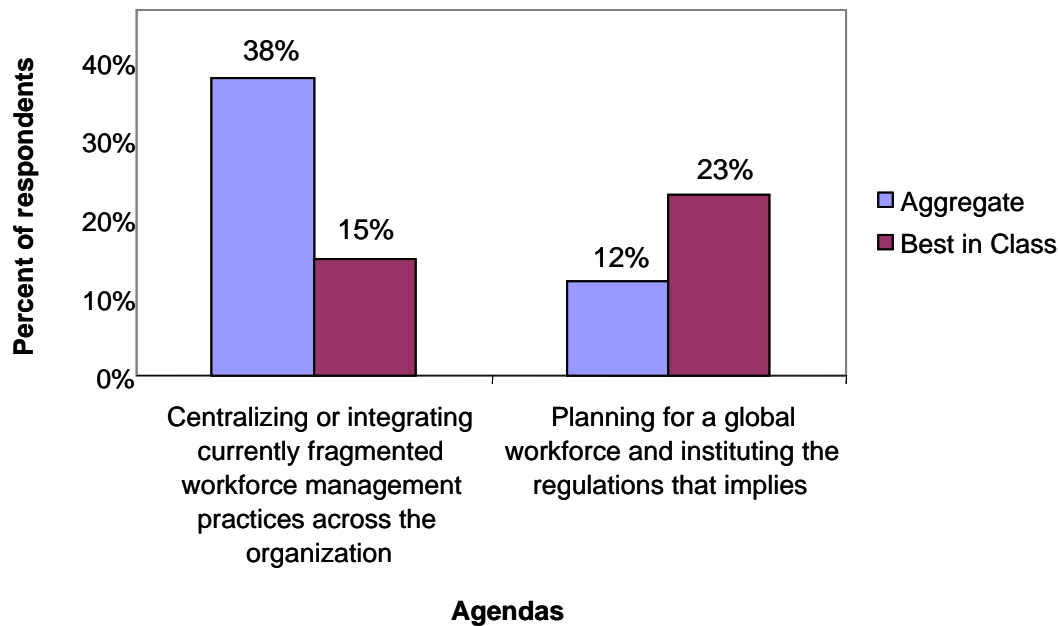 38%
15%
12%
23%
40%
30%
20%
10%
0%
Percent of respondents
Aggregate
Best in Class
Centralizing or integrating
currently fragmented
workforce management
practices across the
organization
Planning for a global
workforce and instituting the
regulations that implies
Agendas